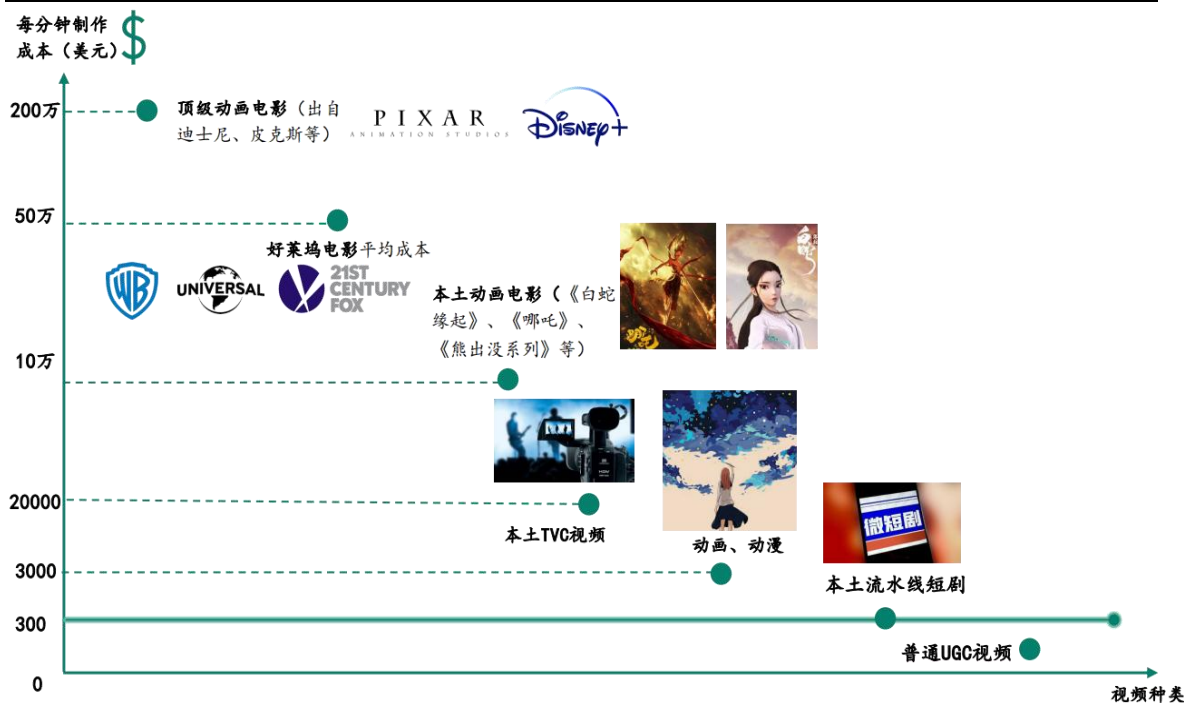 每分钟制作
成本（美元）
$
200万
顶级动画电影（出自
迪士尼、皮克斯等）
PIXAR
ANIMATION STUDIOS
Disney+
50万
好莱坞电影平均成本
WB
UNIVERSAL
21ST
CENTURY
FOX
本土动画电影（《白蛇
缘起》、《哪吒》、
《熊出没系列》等）
10万
20000
本土TVC视频
动画、动漫
微短剧
本土流水线短剧
3000
300
普通UGC视频
0
视频种类